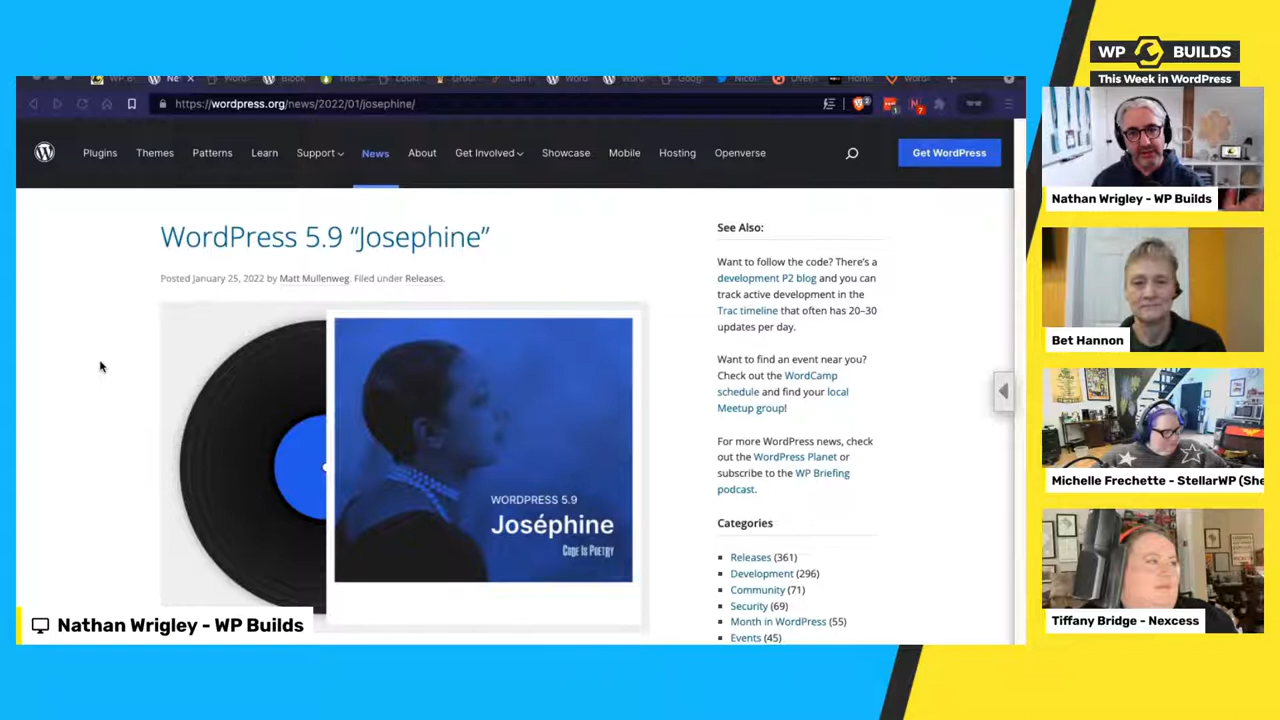 WP BUILDS
This Week in WordPress
https://wordpress.org/news/2022/01/josephine/
Plugins Themes Patterns Learn Support News About Get Involved Showcase Mobile Hosting Openverse Get WordPress
WordPress 5.9 “Josephine”
Posted January 25, 2022 by Matt Mullenweg. Filed under Releases.
WORDPRESS 5.9
Joséphine
Code Is Poetry
See Also:
Want to follow the code? There’s a
development P2 blog and you can
track active development in the
Trac timeline that often has 20–30
updates per day.
Want to find an event near you?
Check out the WordCamp
schedule and find your local
Meetup group!
For more WordPress news, check
out the WordPress Planet or
subscribe to the WP Briefing
podcast.
Categories
Releases (361)
Development (296)
Community (71)
Security (69)
Month in WordPress (55)
Events (45)
Nathan Wrigley - WP Builds
Nathan Wrigley - WP Builds
Bet Hannon
Michelle Frechette - StellarWP (She
Tiffany Bridge - Nexcess